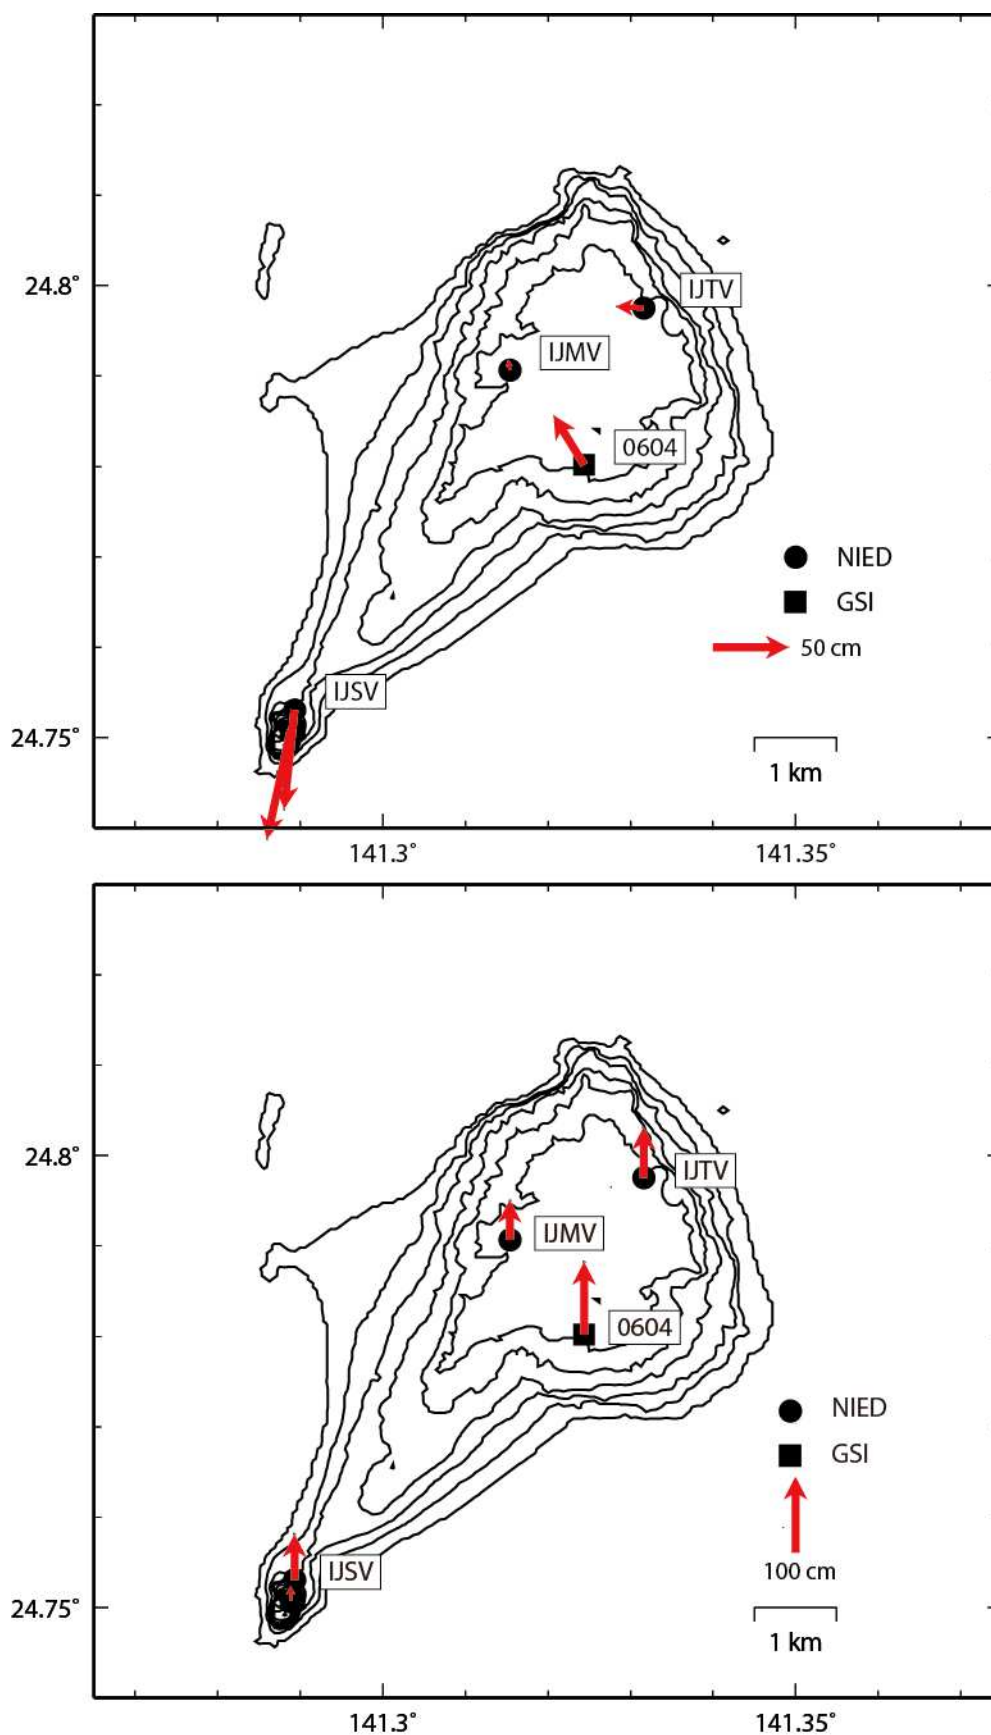 24.8°
IJTV
IJMV
0604
NIED
GSI
50 cm
IJSV
24.75°
1 km
141.3°
141.35°
24.8°
IJTV
IJMV
0604
NIED
GSI
100 cm
IJSV
24.75°
1 km
141.3°
141.35°